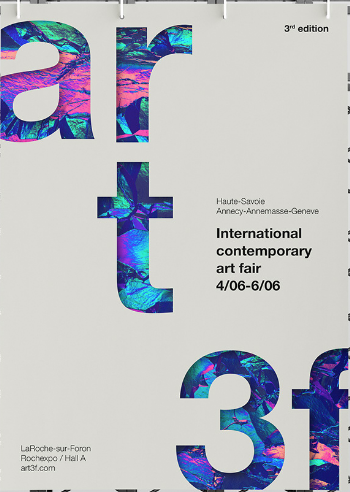 3rd edition
ar
t
Haute-Savoie
Annecy-Annemasse-Geneve
International
contemporary
art fair
4/06-6/06
3f
LaRoche-sur-Foron
Rochexpo / Hall A
art3f.com